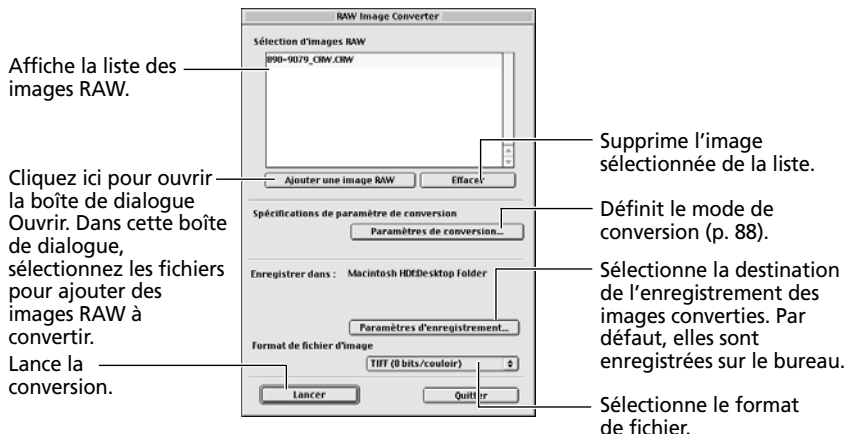 RAW Image Converter
Sélection d'images RAW
890-9079_CRW.CRW
Ajouter une image RAW
Effacer
Spécifications de paramètre de conversion
Paramètres de conversion...
Enregistrer dans : Macintosh HDf:Desktop Folder
Paramètres d'enregistrement...
Format de fichier d'image
TIFF (8 bits/couloir)
Lancer
Quitter
Affiche la liste des
images RAW.
Cliquez ici pour ouvrir
la boîte de dialogue
Ouvrir. Dans cette boîte
de dialogue,
sélectionnez les fichiers
pour ajouter des
images RAW à
convertir.
Lance la
conversion.
Supprime l’image
sélectionnée de la liste.
Définit le mode de
conversion (p. 88).
Sélectionne la destination
de l’enregistrement des
images converties. Par
défaut, elles sont
enregistrées sur le bureau.
Sélectionne le format
de fichier.